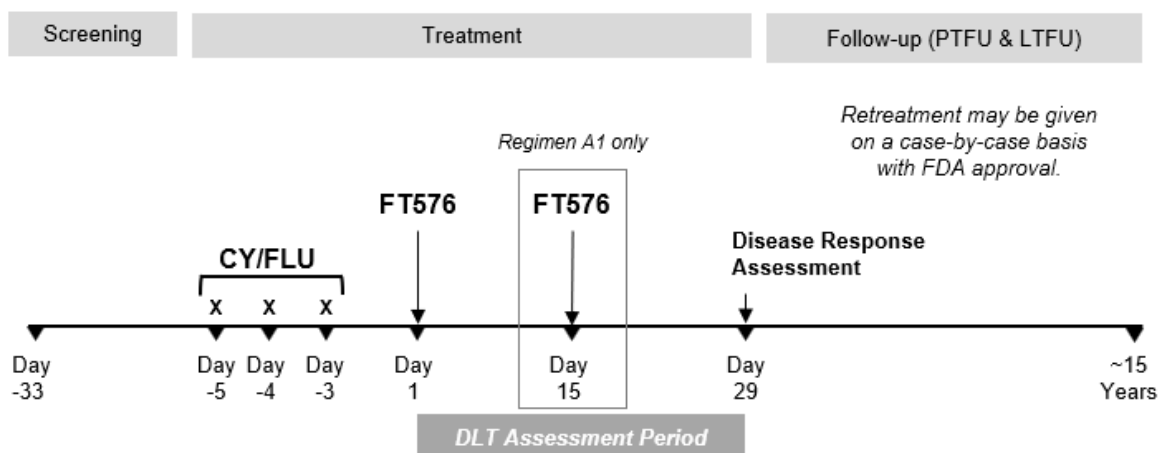 Screening
Treatment
Follow-up (PTFU & LTFU)
Retreatment may be given
on a case-by-case basis
with FDA approval.
Regimen A1 only
FT576
FT576
Disease Response
Assessment
CY/FLU
X X X
Day
-33
Day
-5
Day
-4
Day
-3
Day
1
Day
15
Day
29
~15
Years
DLT Assessment Period